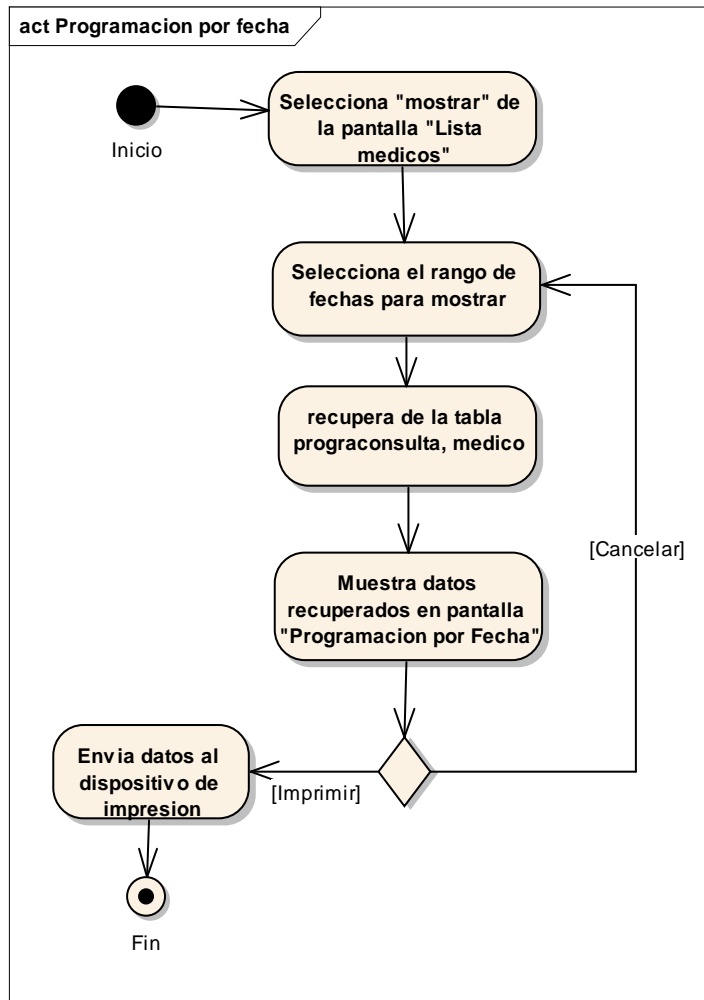 act Programacion por fecha
Inicio
Selecciona "mostrar" de
la pantalla "Lista
medicos"
Selecciona el rango de
fechas para mostrar
recupera de la tabla
prograconsulta, medico
[Cancelar]
Muestra datos
recuperados en pantalla
"Programacion por Fecha"
Envia datos al
dispositivo de
impresion
[Imprimir]
Fin